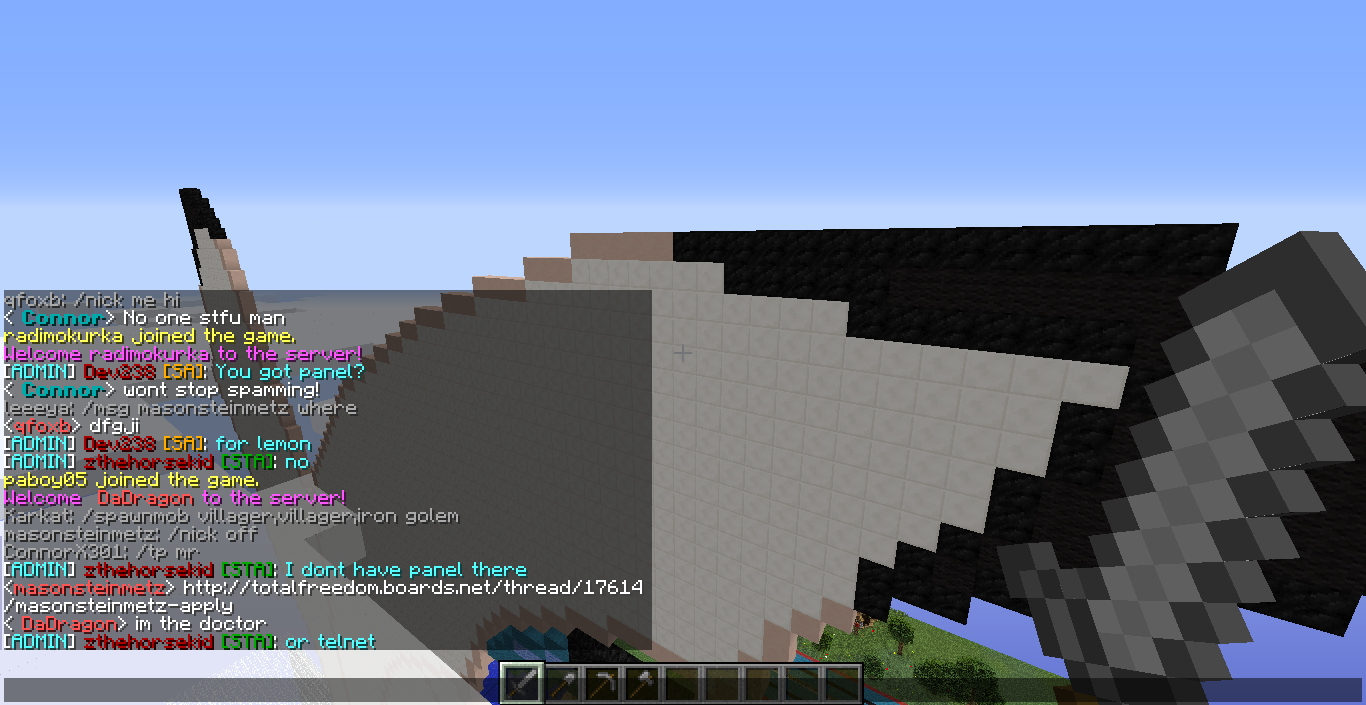 qfoxb: /nick me hi
< Connor> No one stfu man
radimokurka joined the game.
Welcome radimokurka to the server!
[ADMIN] Dev238 [SA]: You got panel?
< Connor> wont stop spamming!
leeeya: /msg masonsteinmetz where
<qfoxb> dfgji
[ADMIN] Dev238 [SA]: for lemon
[ADMIN] zthehorsekid [STA]: no
paboy05 joined the game.
Welcome  DaDragon to the server!
Karkat: /spawnmob villager,villager,iron golem
masonsteinmetz: /nick off
ConnorX301: /tp mr
[ADMIN] zthehorsekid [STA]: I dont have panel there
<masonsteinmetz> http://totalfreedom.boards.net/thread/17614
/masonsteinmetz-apply
< DaDragon> im the doctor
[ADMIN] zthehorsekid [STA]: or telnet